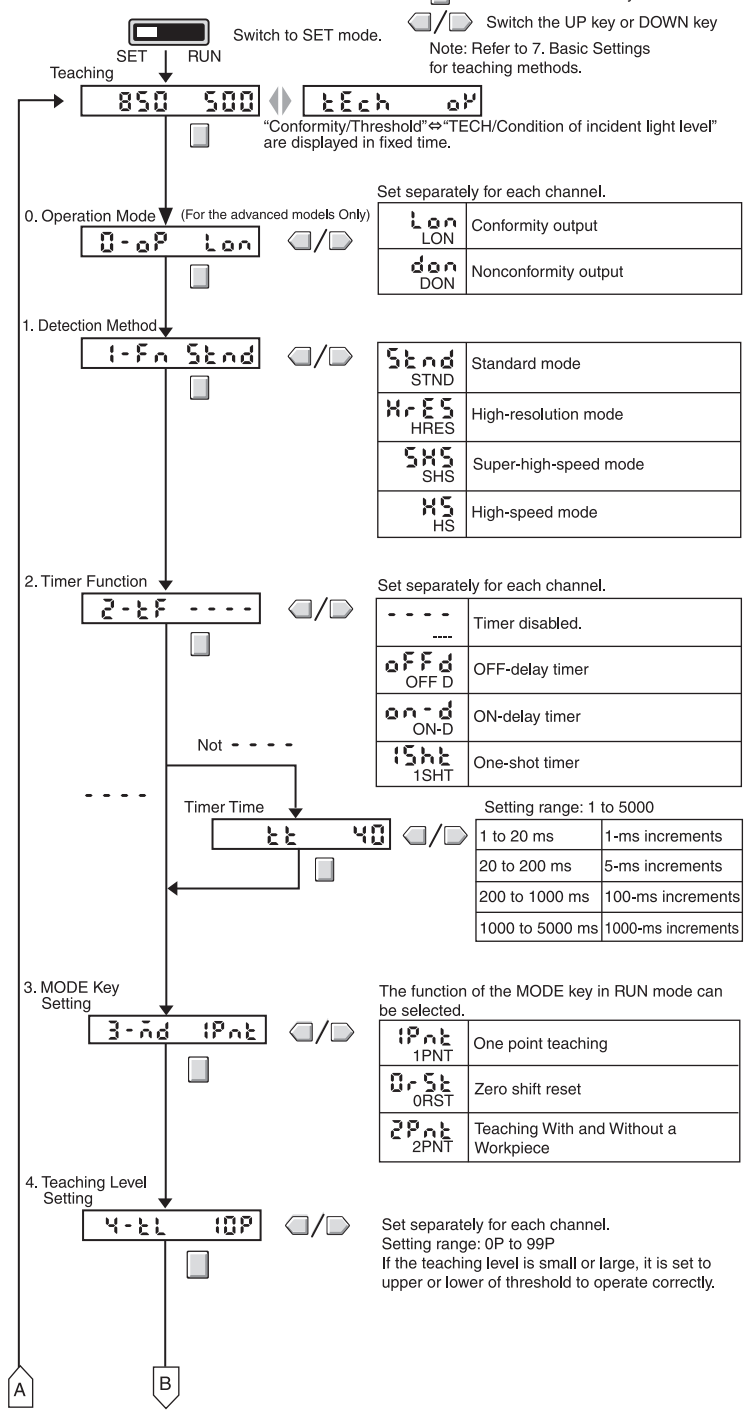 Switch the UP key or DOWN key
Switch to SET mode.
SET RUN
Note: Refer to 7. Basic Settings
for teaching methods.
Teaching
850 500
tEch oK
“Conformity/Threshold”⇔“TECH/Condition of incident light level”
are displayed in fixed time.
Set separately for each channel.
0. Operation Mode (For the advanced models Only)
0-oP Lon
Lon
LON
Conformity output
don
DON
Nonconformity output
1. Detection Method
1-Fn Stnd
Stnd
STND
Standard mode
HrES
HRES
High-resolution mode
SHS
SHS
Super-high-speed mode
HS
HS
High-speed mode
2. Timer Function
2-tF ----
Set separately for each channel.
----
----
Timer disabled.
oFFd
OFF D
OFF-delay timer
on-d
ON-D
ON-delay timer
1Sht
1SHT
One-shot timer
Not ----
----
Timer Time
tt 40
Setting range: 1 to 5000
1 to 20 ms 1-ms increments
20 to 200 ms 5-ms increments
200 to 1000 ms 100-ms increments
1000 to 5000 ms 1000-ms increments
3. MODE Key
Setting
3-md 1Pnt
The function of the MODE key in RUN mode can
be selected.
1Pnt
1PNT
One point teaching
0rSt
0RST
Zero shift reset
2Pnt
2PNT
Teaching With and Without a
Workpiece
4. Teaching Level
Setting
4-tL 10P
Set separately for each channel.
Setting range: 0P to 99P
If the teaching level is small or large, it is set to
upper or lower of threshold to operate correctly.
A
B